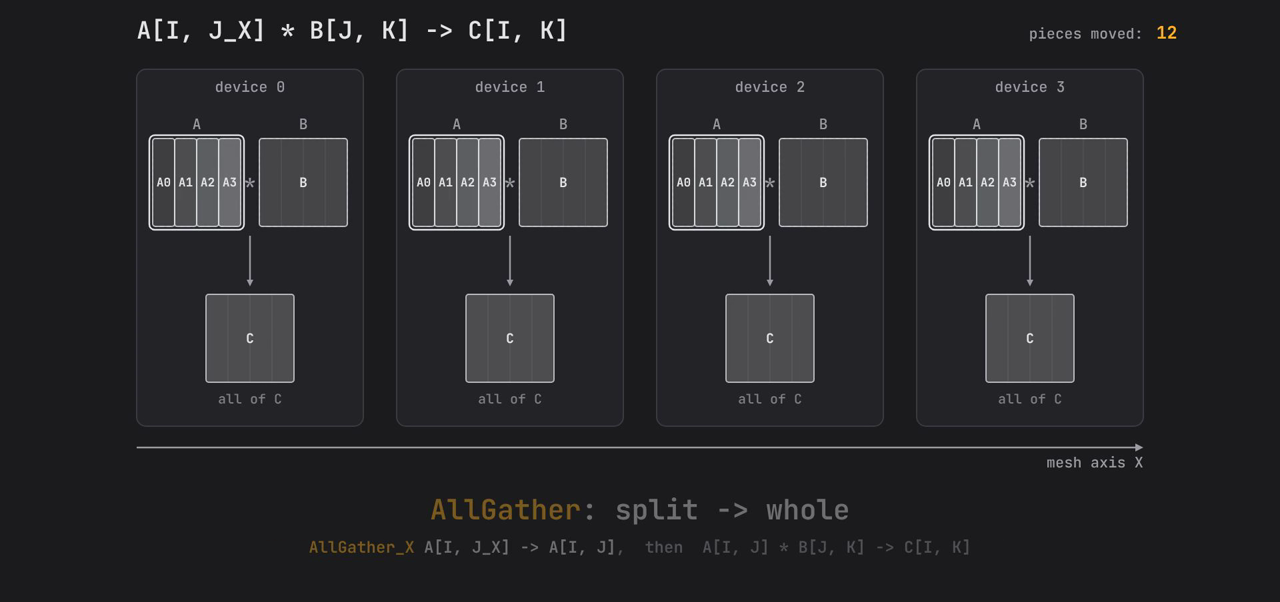 A[I, J_X] * B[J, K] -> C[I, K]
pieces moved: 12
device 0 device 1 device 2 device 3
A B A B A B A B
A0 A1 A2 A3 * B A0 A1 A2 A3 * B A0 A1 A2 A3 * B A0 A1 A2 A3 * B
C C C C
all of C all of C all of C all of C
mesh axis X
AllGather: split -> whole
AllGather_X A[I, J_X] -> A[I, J], then A[I, J] * B[J, K] -> C[I, K]